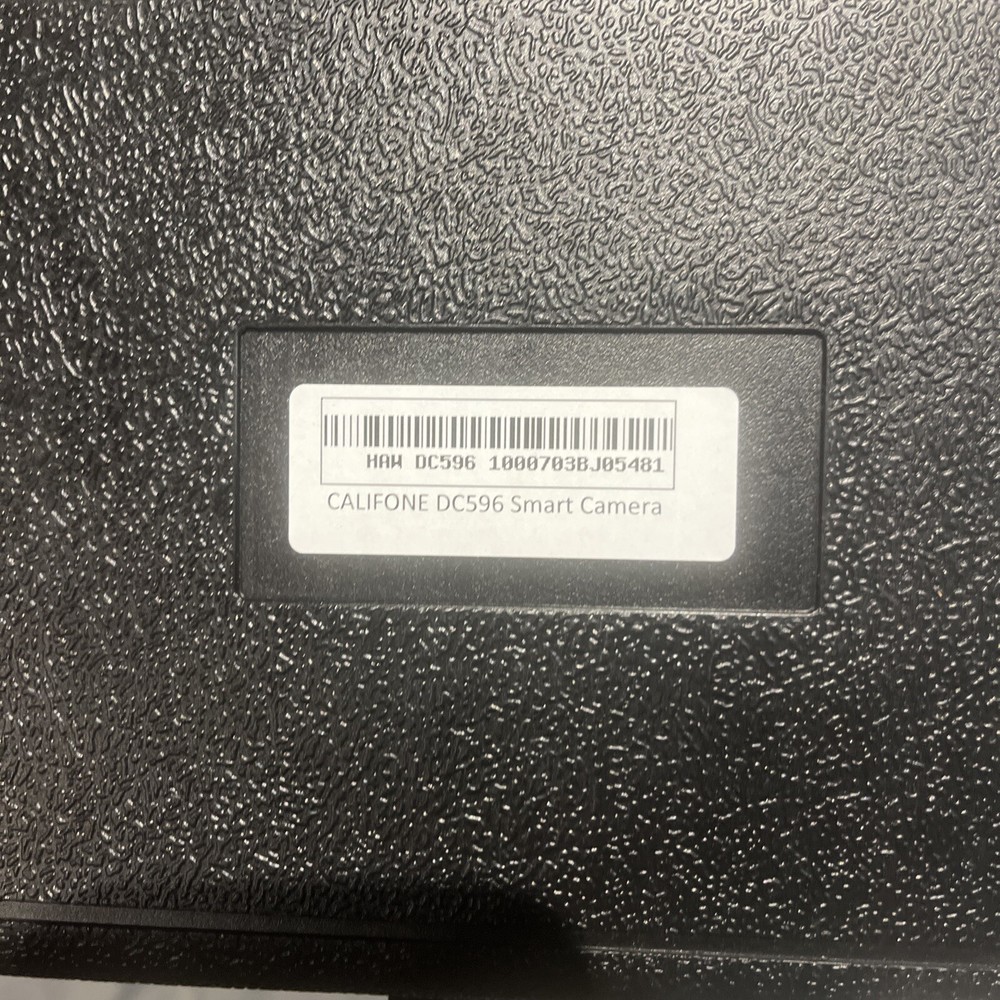 HAW DC596 1000703BJ05481
CALIFONE DC596 Smart Camera